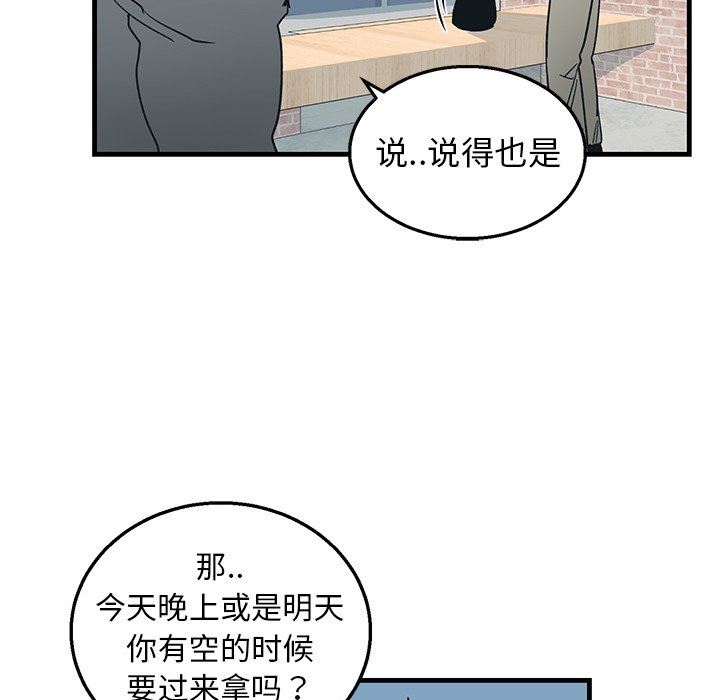 说..说得也是
那..
今天晚上或是明天
你有空的时候
要过来拿吗？